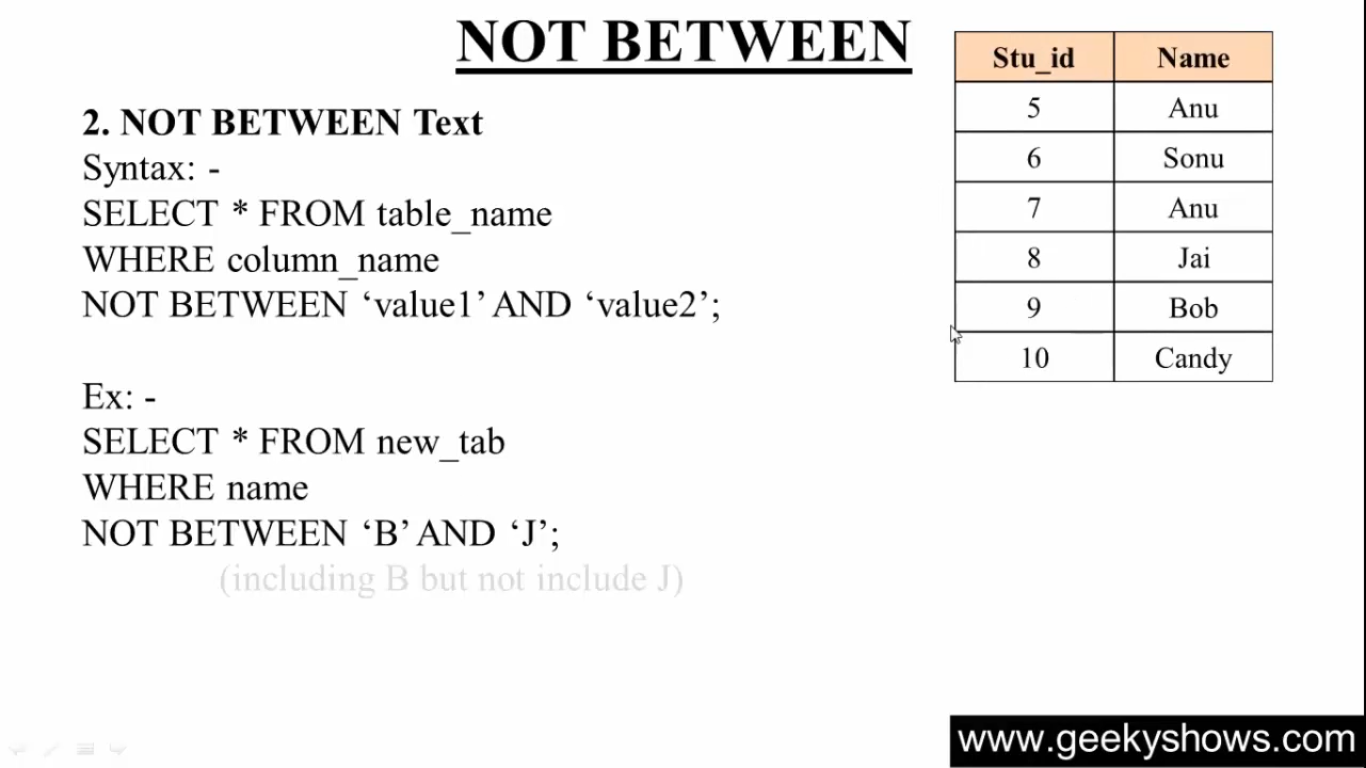 NOT BETWEEN
2. NOT BETWEEN Text
Syntax: -
SELECT * FROM table_name
WHERE column_name
NOT BETWEEN ‘value1’ AND ‘value2’;
Ex: -
SELECT * FROM new_tab
WHERE name
NOT BETWEEN ‘B’ AND ‘J’;
(including B but not include J)
Stu_id Name
5 Anu
6 Sonu
7 Anu
8 Jai
9 Bob
10 Candy
www.geekyshows.com